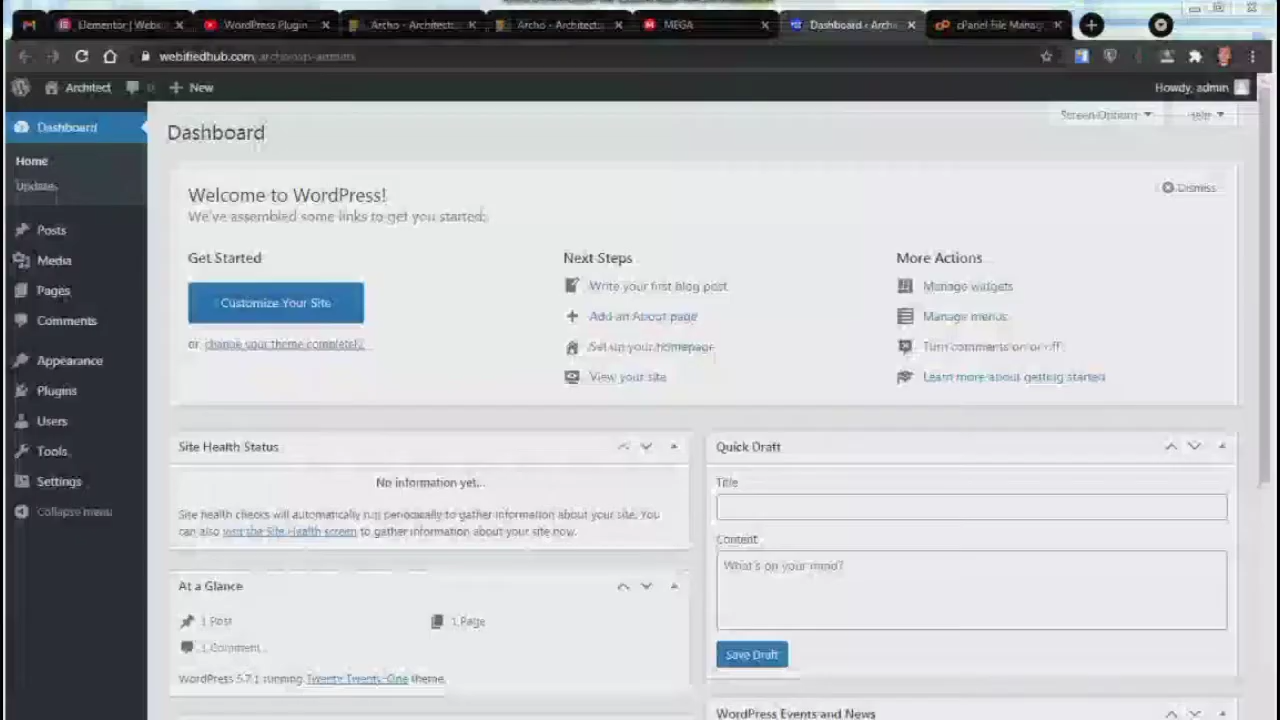 Elementor | Webs
WordPress Plugin
Archo - Architect
Archo - Architect
MEGA
Dashboard ‹ Arch
cPanel File Manag
webifiedhub.com
Architect
0
New
Howdy, admin
Dashboard
Home
Updates
Posts
Media
Pages
Comments
Appearance
Plugins
Users
Tools
Settings
Collapse menu
Screen Options
Help
Dashboard
Welcome to WordPress!
We've assembled some links to get you started:
Dismiss
Get Started
Customize Your Site
or, change your theme completely
Next Steps
Write your first blog post
Add an About page
Set up your homepage
View your site
More Actions
Manage widgets
Manage menus
Turn comments on or off
Learn more about getting started
Site Health Status
No information yet...
Site health checks will automatically run periodically to gather information about your site. You
can also visit the Site Health screen to gather information about your site now.
At a Glance
1 Post
1 Page
1 Comment
WordPress 5.7.1 running Twenty Twenty-One theme.
Quick Draft
Title
Content
What's on your mind?
Save Draft
WordPress Events and News